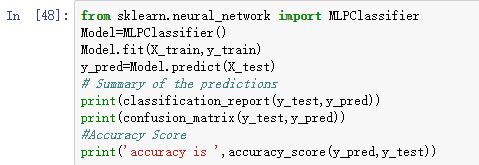 In [48]: from sklearn.neural_network import MLPClassifier
Model=MLPClassifier()
Model.fit(X_train,y_train)
y_pred=Model.predict(X_test)
# Summary of the predictions
print(classification_report(y_test,y_pred))
print(confusion_matrix(y_test,y_pred))
#Accuracy Score
print('accuracy is ',accuracy_score(y_pred,y_test))